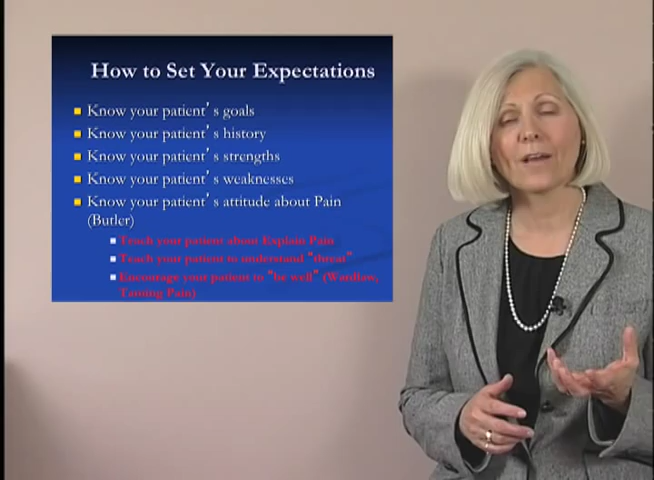 How to Set Your Expectations
Know your patient's goals
Know your patient's history
Know your patient's strengths
Know your patient's weaknesses
Know your patient's attitude about Pain
(Butler)
Teach your patient about Explain Pain
Teach your patient to understand “threat”
Encourage your patient to “be well” (Wardlaw,
Taming Pain)